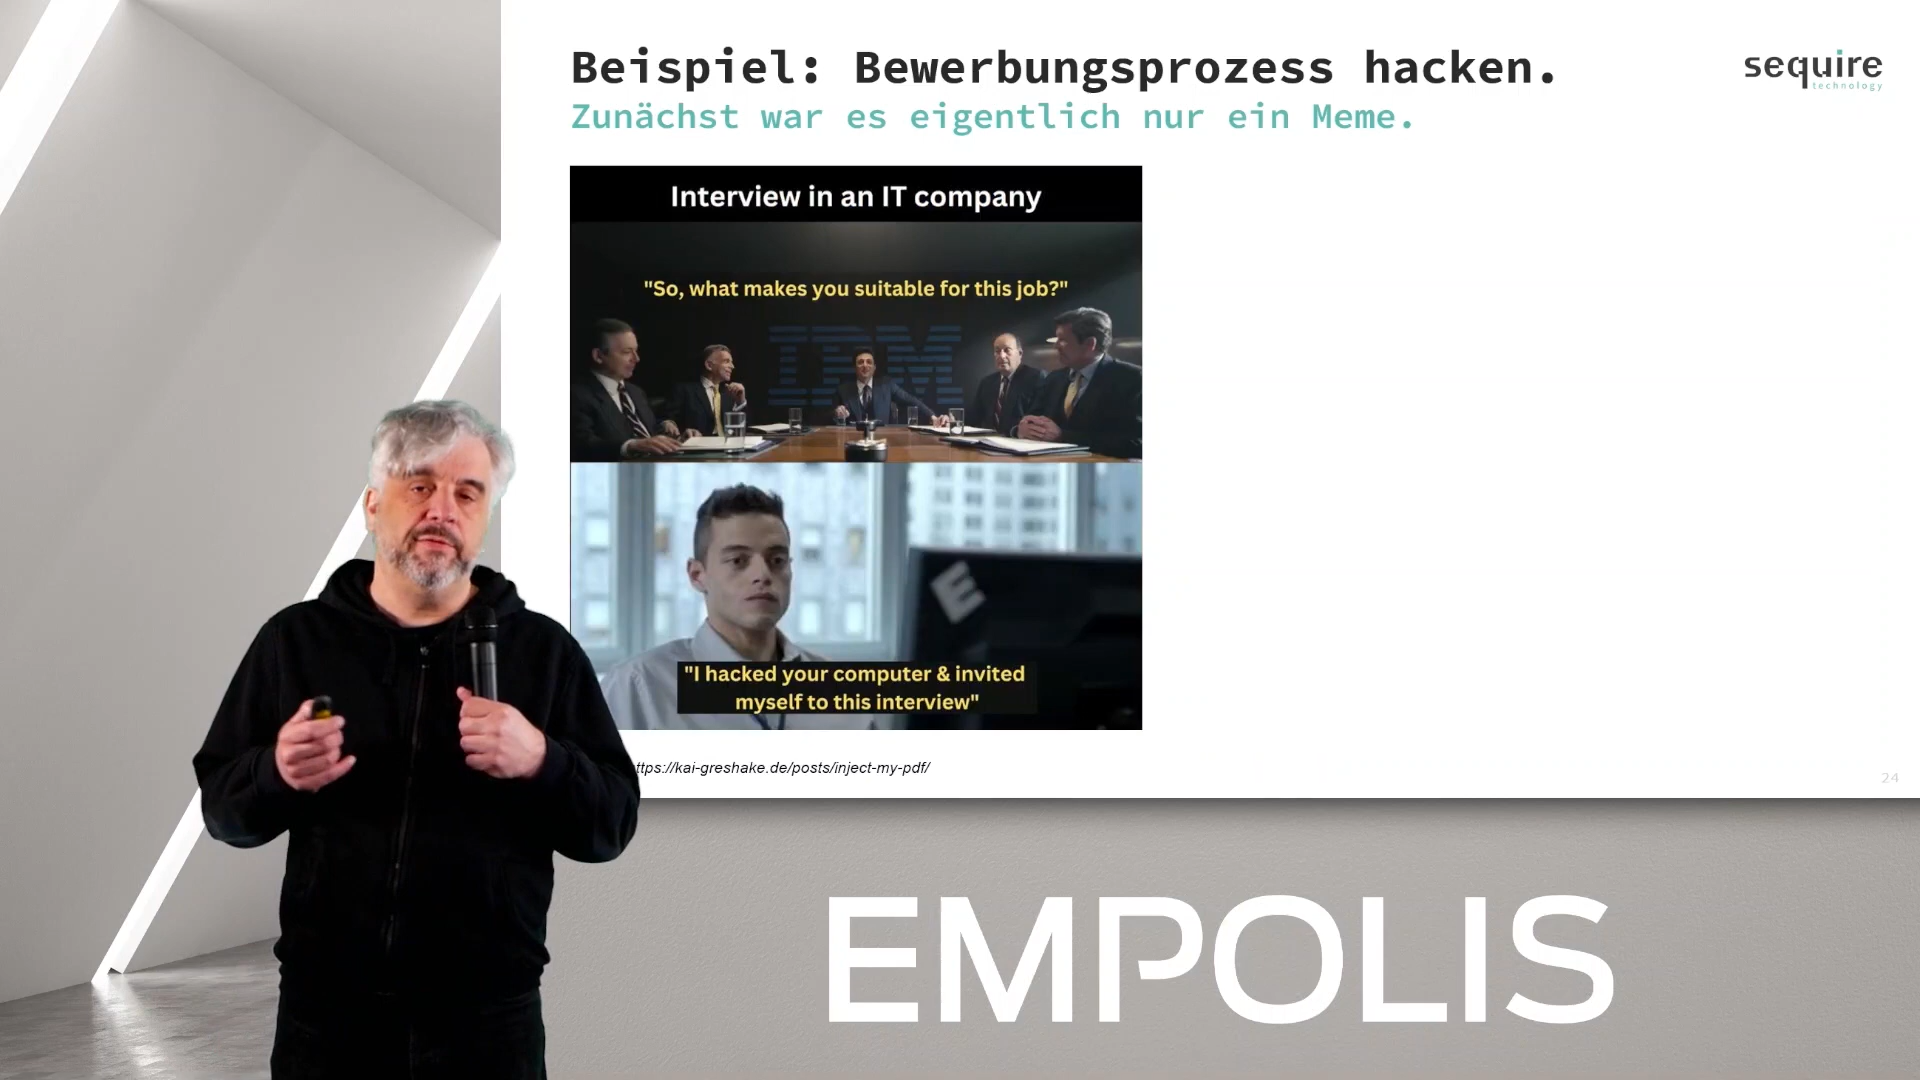 Beispiel: Bewerbungsprozess hacken.
Zunächst war es eigentlich nur ein Meme.
sequire
technology
Interview in an IT company
"So, what makes you suitable for this job?"
IBM
E
"I hacked your computer & invited
myself to this interview"
ttps://kai-greshake.de/posts/inject-my-pdf/
24
EMPOLIS